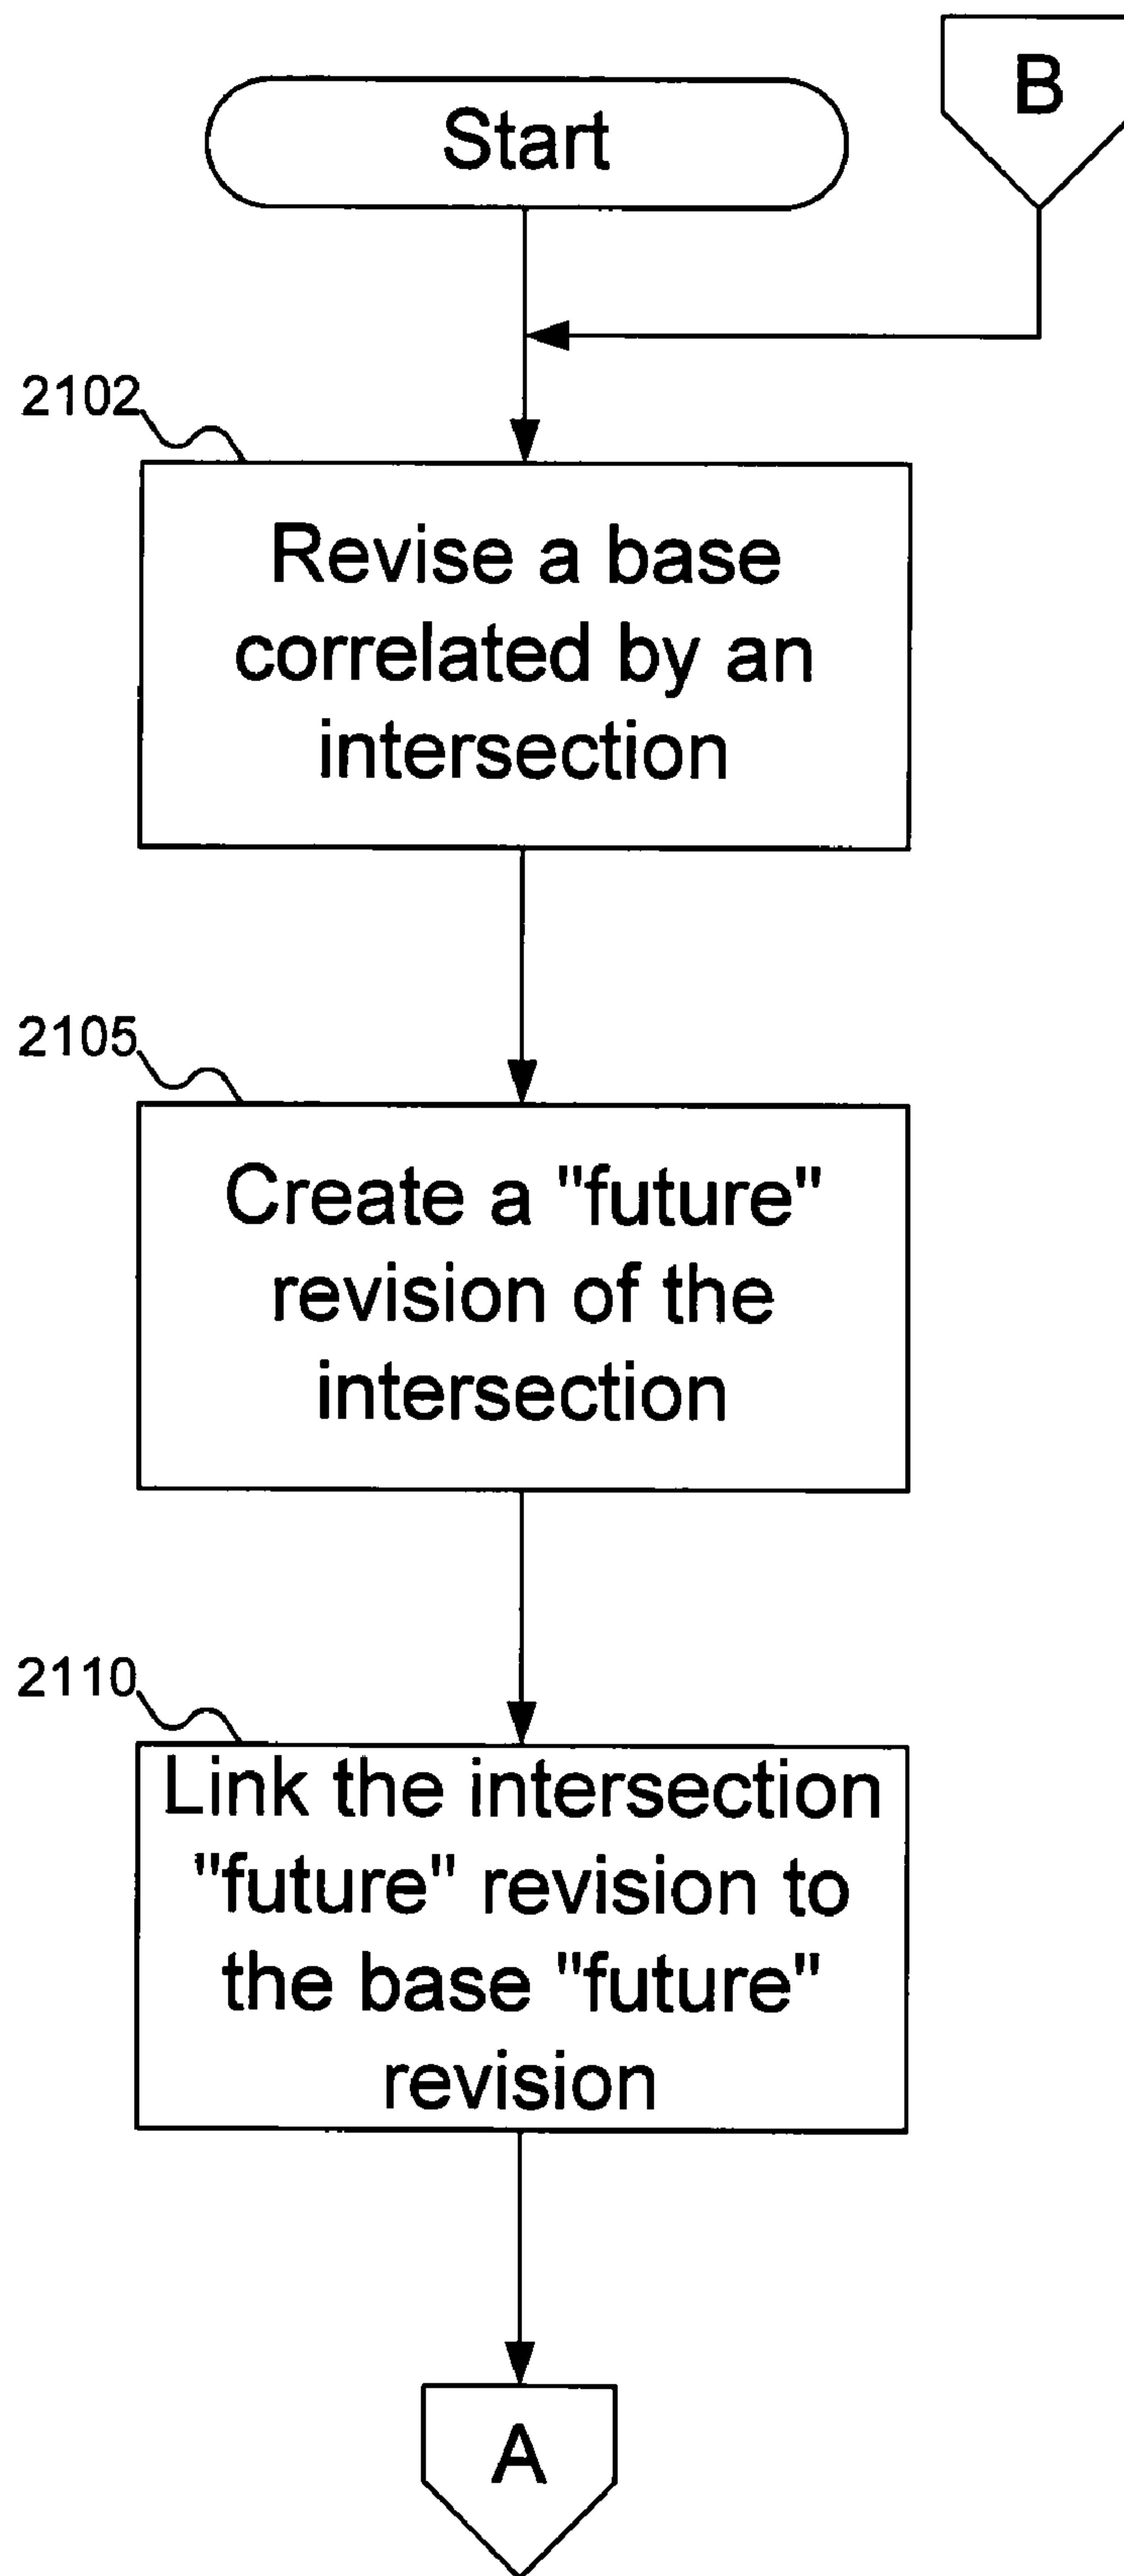 B
Start
2102
Revise a base
correlated by an
intersection
2105
Create a "future"
revision of the
intersection
2110
Link the intersection
"future" revision to
the base "future"
revision
A